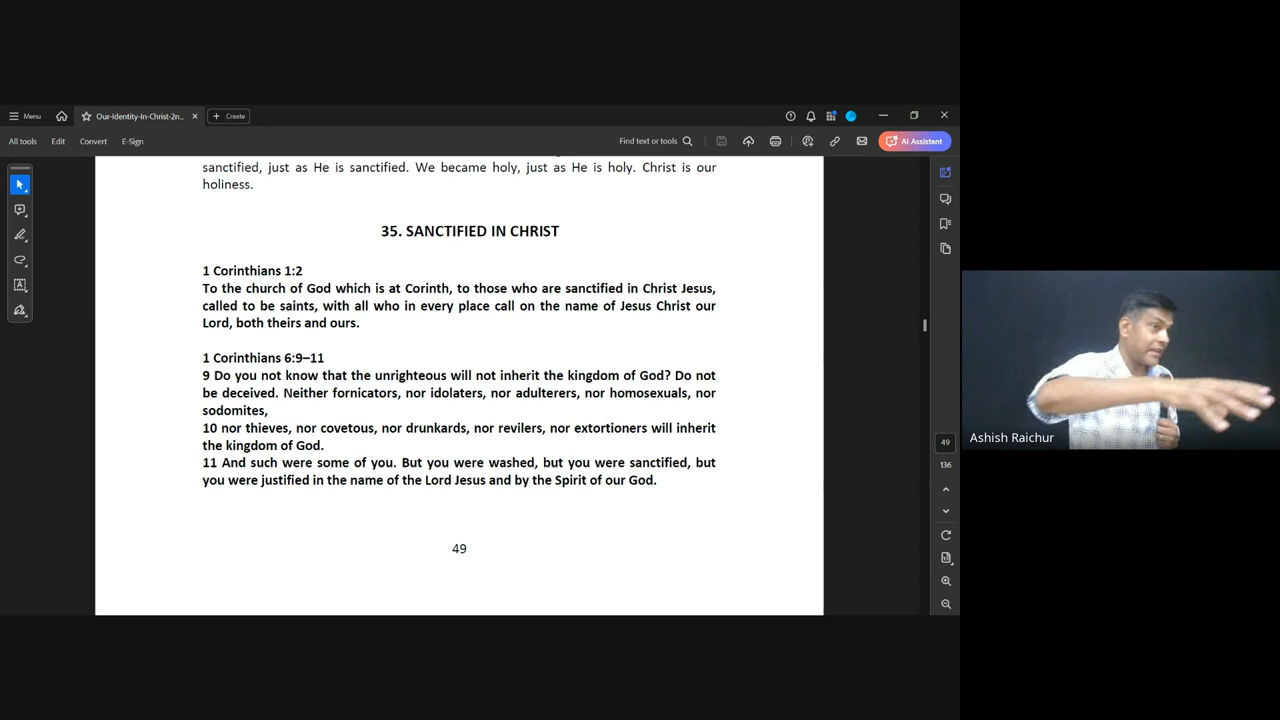 Menu
Our-Identity-In-Christ-2n...
Create
All tools
Edit
Convert
E-Sign
Find text or tools
AI Assistant
sanctified, just as He is sanctified. We became holy, just as He is holy. Christ is our
holiness.
35. SANCTIFIED IN CHRIST
1 Corinthians 1:2
To the church of God which is at Corinth, to those who are sanctified in Christ Jesus,
called to be saints, with all who in every place call on the name of Jesus Christ our
Lord, both theirs and ours.
1 Corinthians 6:9–11
9 Do you not know that the unrighteous will not inherit the kingdom of God? Do not
be deceived. Neither fornicators, nor idolaters, nor adulterers, nor homosexuals, nor
sodomites,
10 nor thieves, nor covetous, nor drunkards, nor revilers, nor extortioners will inherit
the kingdom of God.
11 And such were some of you. But you were washed, but you were sanctified, but
you were justified in the name of the Lord Jesus and by the Spirit of our God.
49
49
136
Ashish Raichur